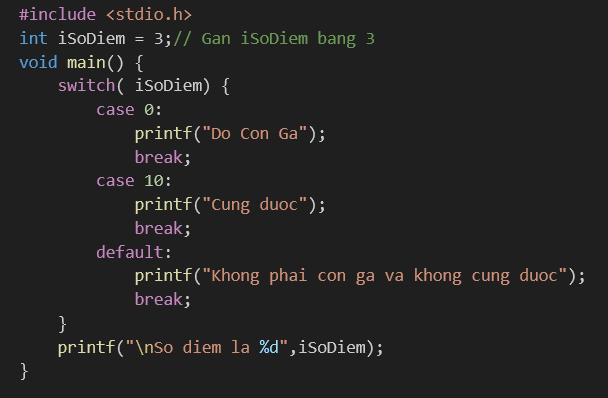 #include <stdio.h>
int iSoDiem = 3;// Gan iSoDiem bang 3
void main() {
    switch( iSoDiem) {
        case 0:
            printf("Do Con Ga");
            break;
        case 10:
            printf("Cung duoc");
            break;
        default:
            printf("Khong phai con ga va khong cung duoc");
            break;
    }
    printf("\nSo diem la %d",iSoDiem);
}